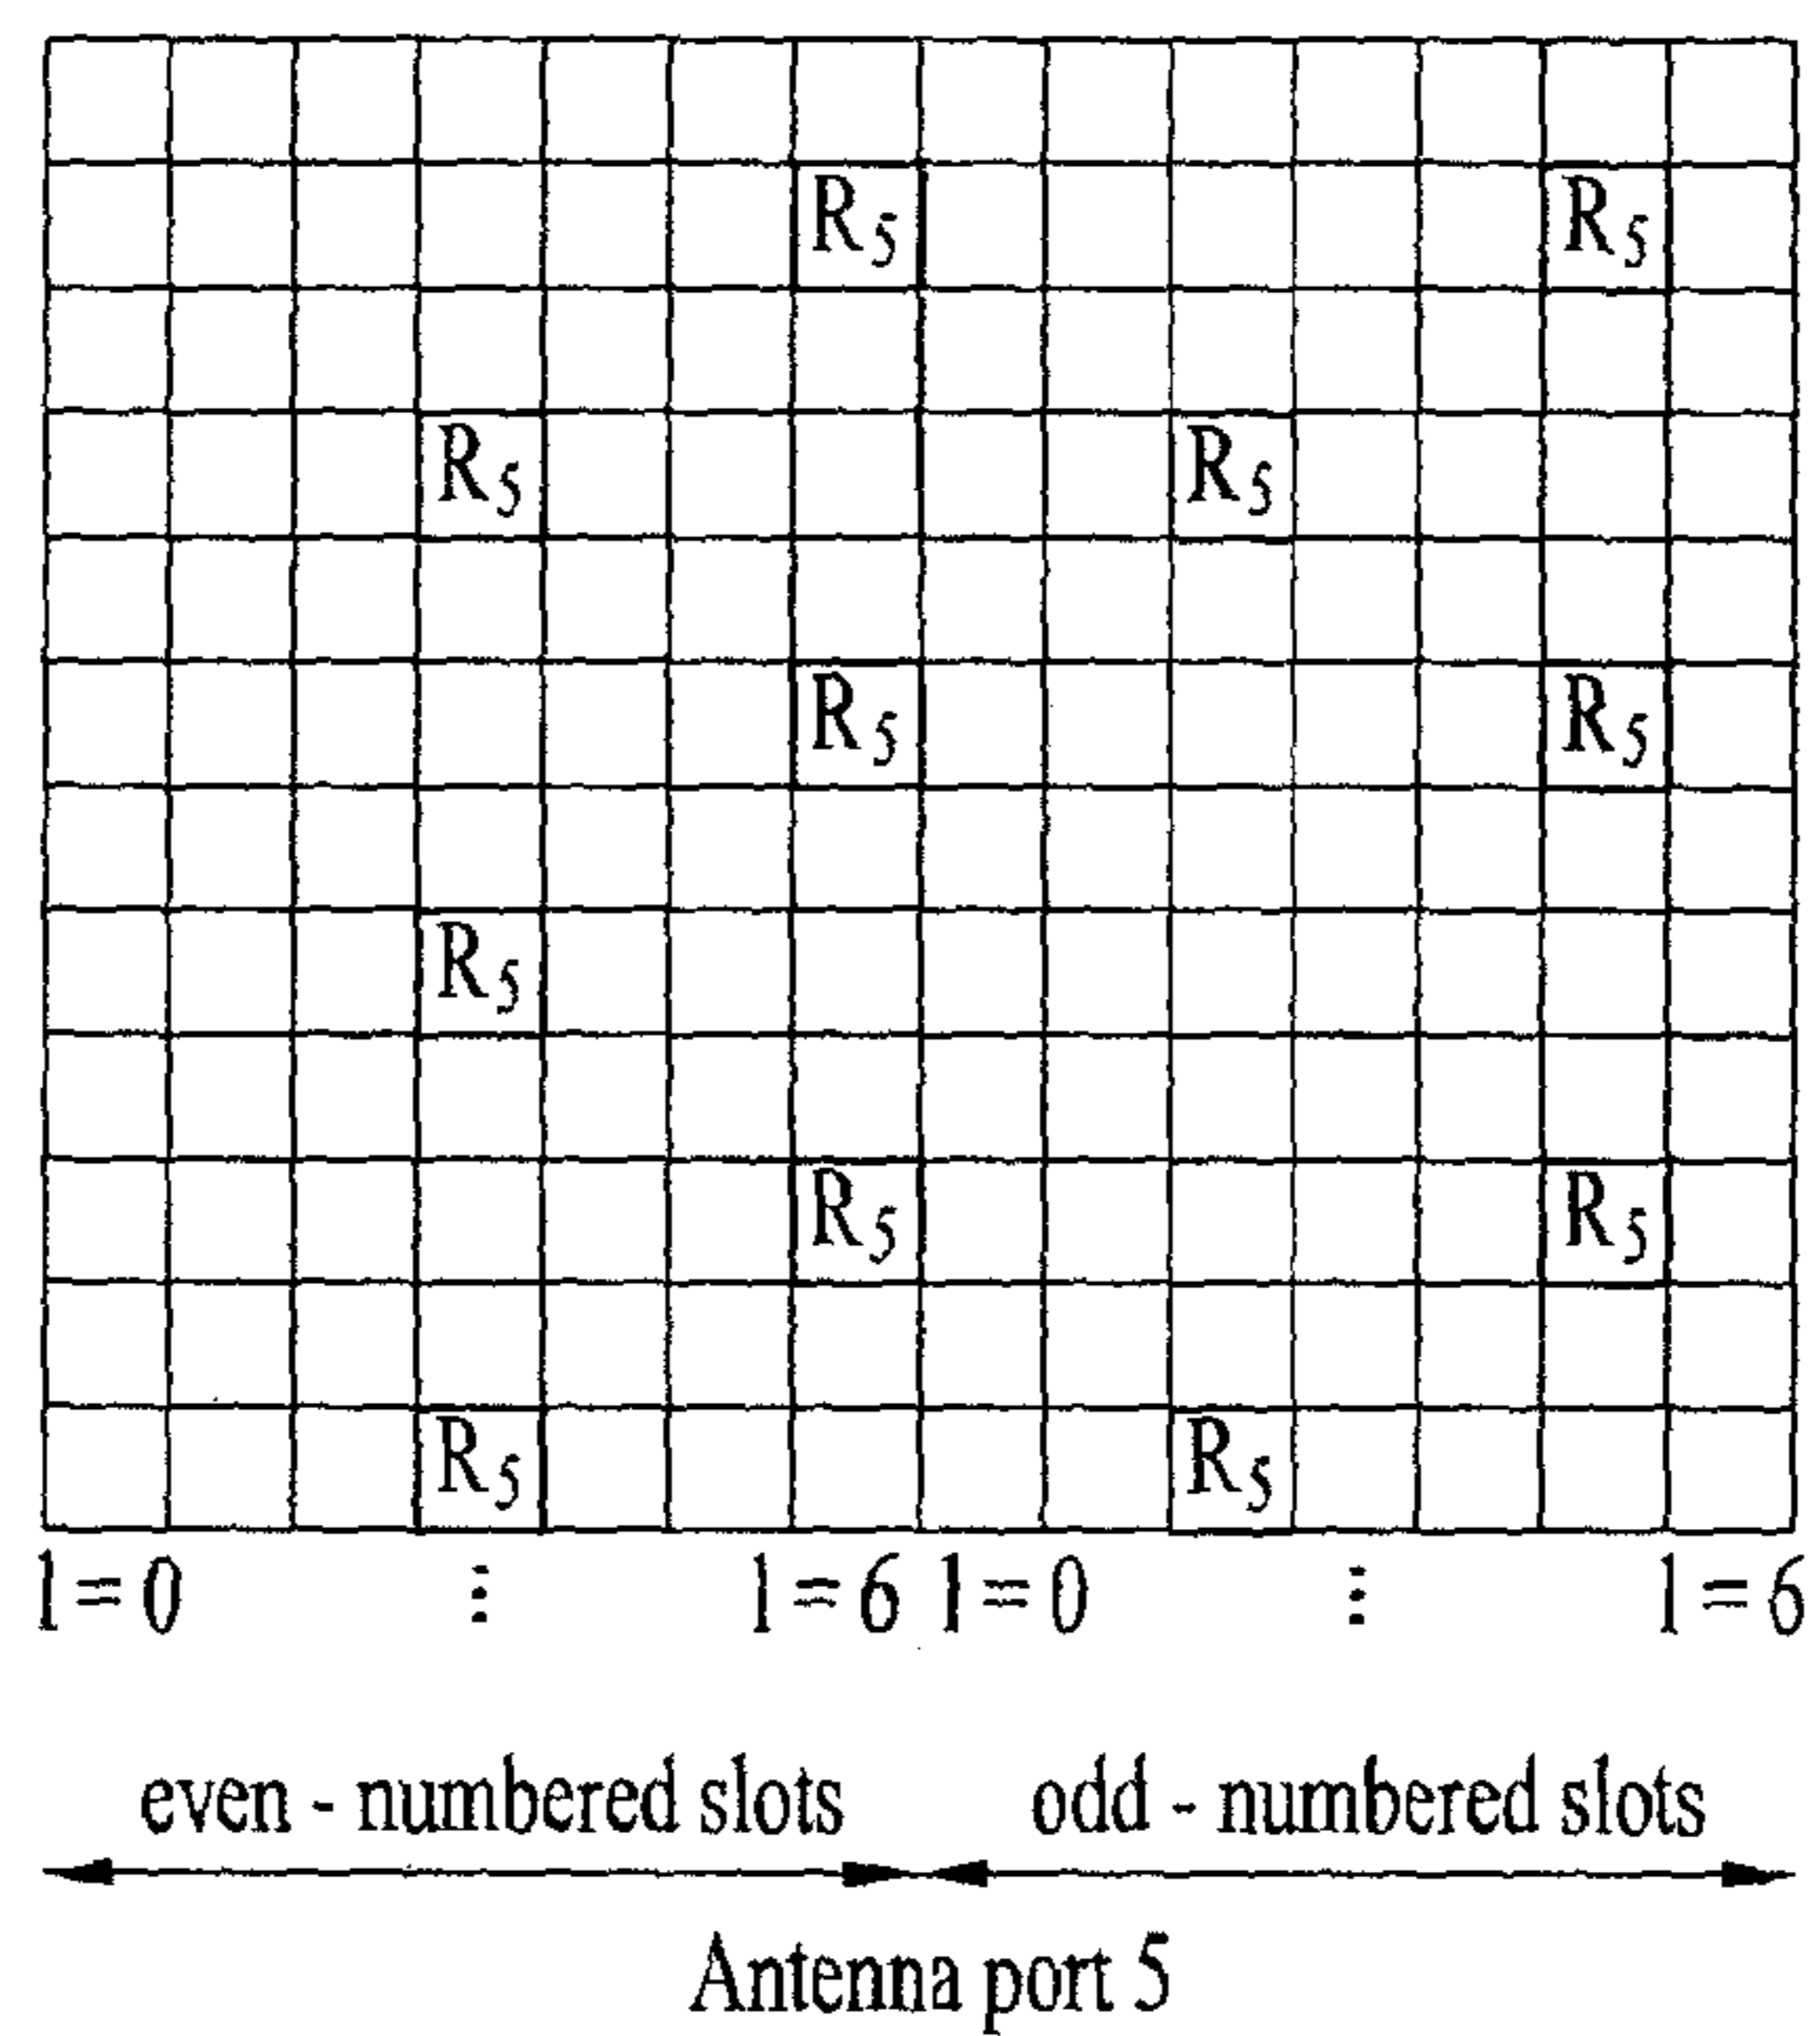 R5 R5
R5 R5
R5 R5
R5
R5 R5
R5 R5
l = 0 : l = 6 l = 0 : l = 6
even - numbered slots odd - numbered slots
Antenna port 5